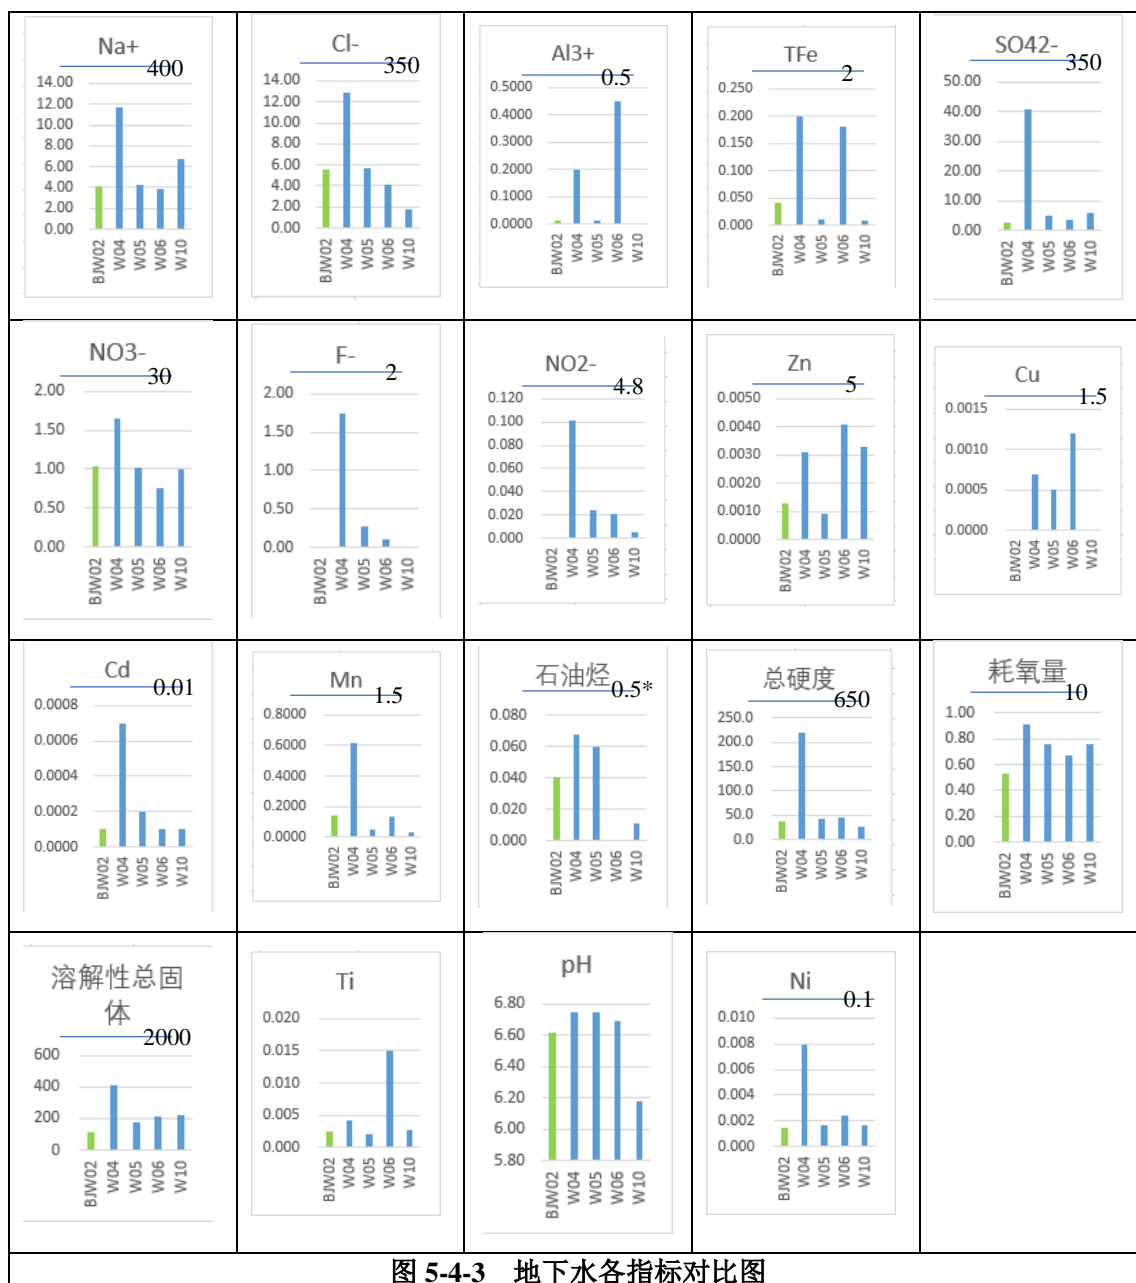 Na+
400
14.00
12.00
10.00
8.00
6.00
4.00
2.00
0.00
BJW02
W04
W05
W06
W10
Cl-
350
14.00
12.00
10.00
8.00
6.00
4.00
2.00
0.00
BJW02
W04
W05
W06
W10
Al3+
0.5
0.5000
0.4000
0.3000
0.2000
0.1000
0.0000
BJW02
W04
W05
W06
W10
TFe
2
0.250
0.200
0.150
0.100
0.050
0.000
BJW02
W04
W05
W06
W10
SO42-
350
50.00
40.00
30.00
20.00
10.00
0.00
BJW02
W04
W05
W06
W10
NO3-
30
2.00
1.50
1.00
0.50
0.00
BJW02
W04
W05
W06
W10
F-
2
2.00
1.50
1.00
0.50
0.00
BJW02
W04
W05
W06
W10
NO2-
4.8
0.120
0.100
0.080
0.060
0.040
0.020
0.000
BJW02
W04
W05
W06
W10
Zn
5
0.0050
0.0040
0.0030
0.0020
0.0010
0.0000
BJW02
W04
W05
W06
W10
Cu
1.5
0.0015
0.0010
0.0005
0.0000
BJW02
W04
W05
W06
W10
Cd
0.01
0.0008
0.0006
0.0004
0.0002
0.0000
BJW02
W04
W05
W06
W10
Mn
1.5
0.8000
0.6000
0.4000
0.2000
0.0000
BJW02
W04
W05
W06
W10
石油烃
0.5*
0.080
0.060
0.040
0.020
0.000
BJW02
W04
W05
W06
W10
总硬度
650
250.0
200.0
150.0
100.0
50.0
0.0
BJW02
W04
W05
W06
W10
耗氧量
10
1.00
0.80
0.60
0.40
0.20
0.00
BJW02
W04
W05
W06
W10
溶解性总固
体
2000
600
400
200
0
BJW02
W04
W05
W06
W10
Ti
0.020
0.015
0.010
0.005
0.000
BJW02
W04
W05
W06
W10
pH
6.80
6.60
6.40
6.20
6.00
5.80
BJW02
W04
W05
W06
W10
Ni
0.1
0.010
0.008
0.006
0.004
0.002
0.000
BJW02
W04
W05
W06
W10
图 5-4-3 地下水各指标对比图